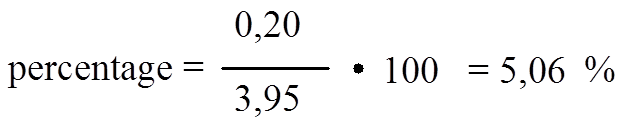 0,20
percentage = ──── • 100 = 5,06 %
3,95